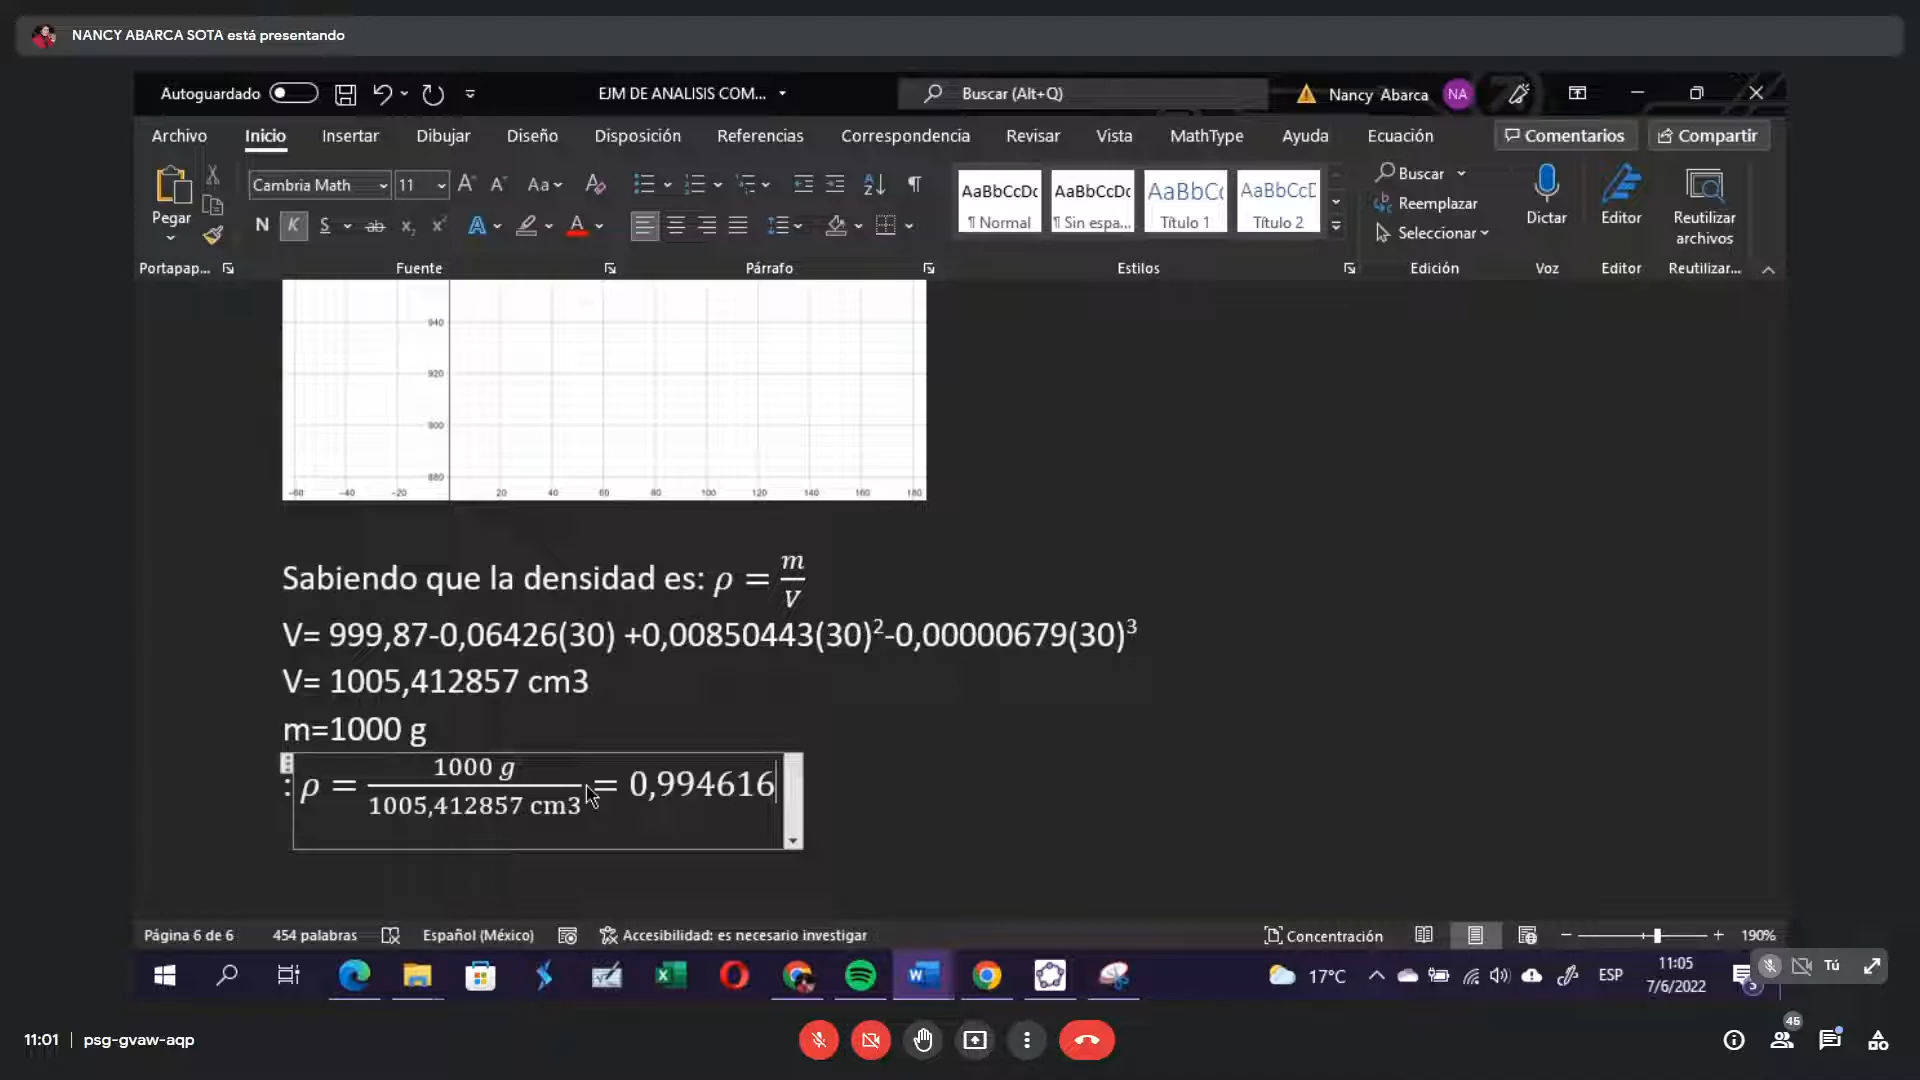 NANCY ABARCA SOTA está presentando
Autoguardado
EJM DE ANALISIS COM...
Buscar (Alt+Q)
Nancy Abarca
NA
Archivo Inicio Insertar Dibujar Diseño Disposición Referencias Correspondencia Revisar Vista MathType Ayuda Ecuación Comentarios Compartir
Pegar
Cambria Math 11
N K S ab
AaBbCcDc AaBbCcDc AaBbC( AaBbCcD
¶ Normal ¶ Sin espa... Título 1 Título 2
Buscar
Reemplazar
Seleccionar
Dictar
Editor
Reutilizar
archivos
Portapap... Fuente Párrafo Estilos Edición Voz Editor Reutilizar...
940
920
900
880
-60 -40 -20 20 40 60 80 100 120 140 160 180
Sabiendo que la densidad es: ρ = m/V
V= 999,87-0,06426(30) +0,00850443(30)²-0,00000679(30)³
V= 1005,412857 cm3
m=1000 g
: ρ = 1000 g / 1005,412857 cm3 = 0,994616
Página 6 de 6 454 palabras Español (México) Accesibilidad: es necesario investigar Concentración 190%
17°C ESP 11:05
7/6/2022
Tú
11:01 | psg-gvaw-aqp
45